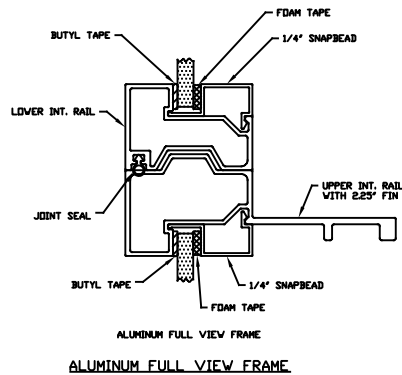 FOAM TAPE
BUTYL TAPE
1/4" SNAPBEAD
LOWER INT. RAIL
UPPER INT. RAIL
WITH 2.25" FIN
JOINT SEAL
BUTYL TAPE
1/4" SNAPBEAD
FOAM TAPE
ALUMINUM FULL VIEW FRAME
ALUMINUM FULL VIEW FRAME